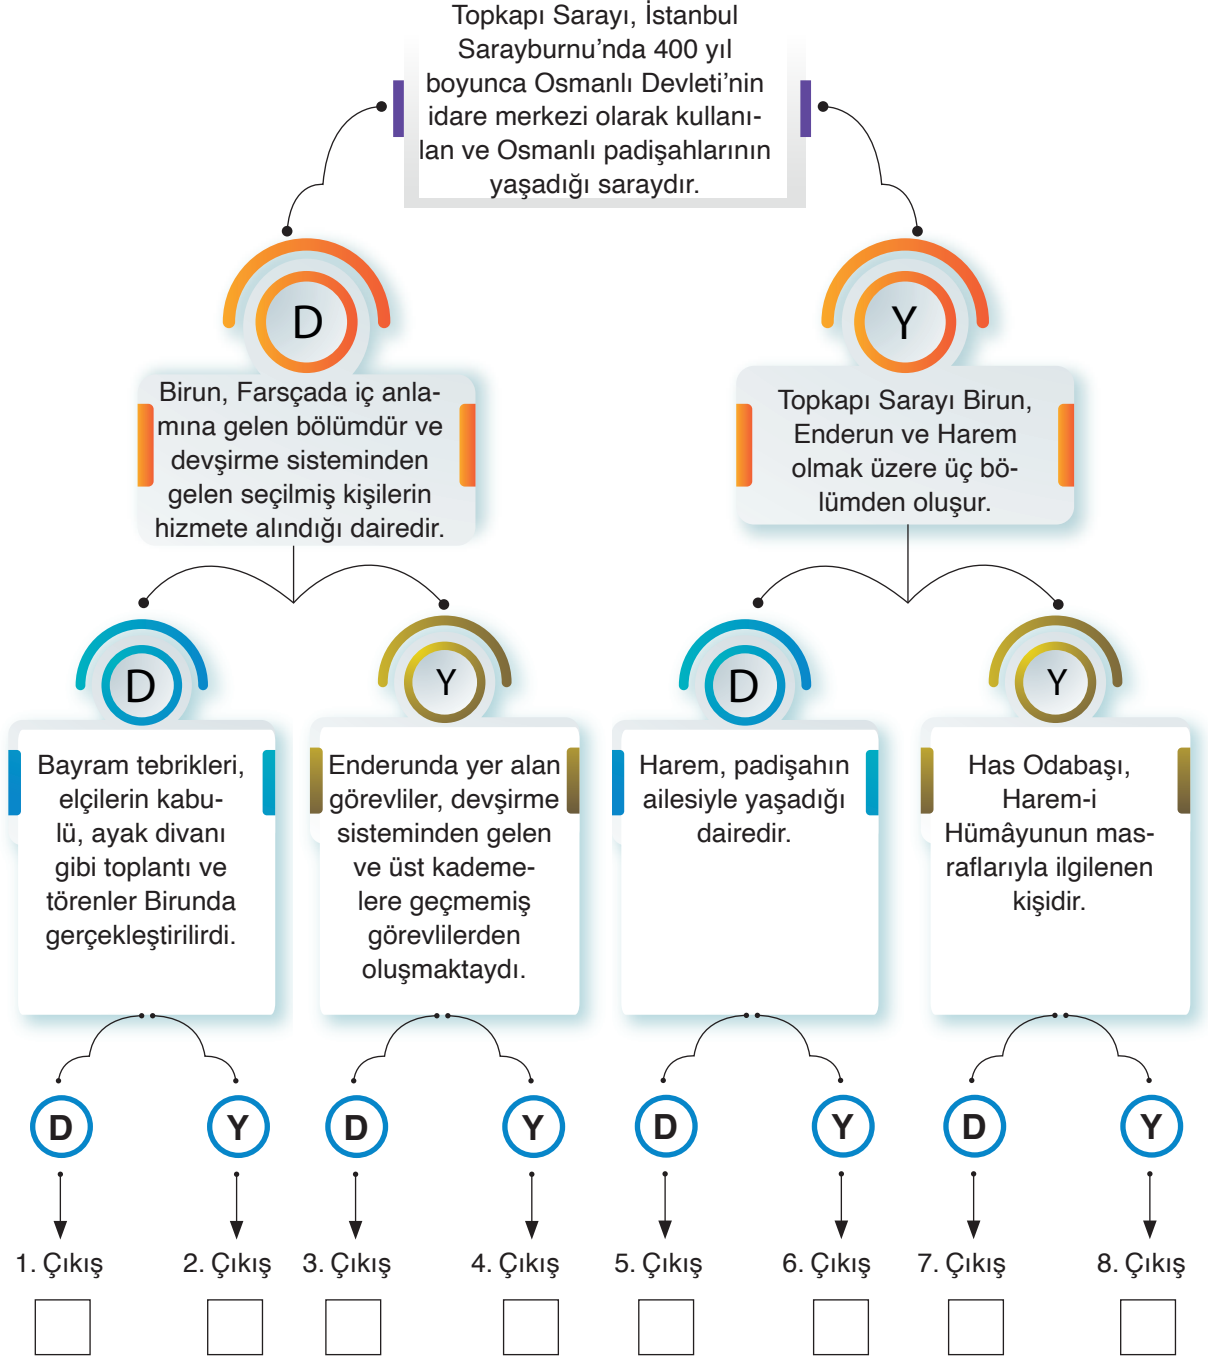 Topkapı Sarayı, İstanbul
Sarayburnu’nda 400 yıl
boyunca Osmanlı Devleti’nin
idare merkezi olarak kullanı-
lan ve Osmanlı padişahlarının
yaşadığı saraydır.
D
Y
Birun, Farsçada iç anla-
mına gelen bölümdür ve
devşirme sisteminden
gelen seçilmiş kişilerin
hizmete alındığı dairedir.
Topkapı Sarayı Birun,
Enderun ve Harem
olmak üzere üç bö-
lümden oluşur.
D
Y
D
Y
Bayram tebrikleri,
elçilerin kabu-
lü, ayak divanı
gibi toplantı ve
törenler Birunda
gerçekleştirilirdi.
Enderunda yer alan
görevliler, devşirme
sisteminden gelen
ve üst kademe-
lere geçmemiş
görevlilerden
oluşmaktaydı.
Harem, padişahın
ailesiyle yaşadığı
dairedir.
Has Odabaşı,
Harem-i
Hümâyunun mas-
raflarıyla ilgilenen
kişidir.
D
Y
D
Y
D
Y
D
Y
1. Çıkış
2. Çıkış
3. Çıkış
4. Çıkış
5. Çıkış
6. Çıkış
7. Çıkış
8. Çıkış